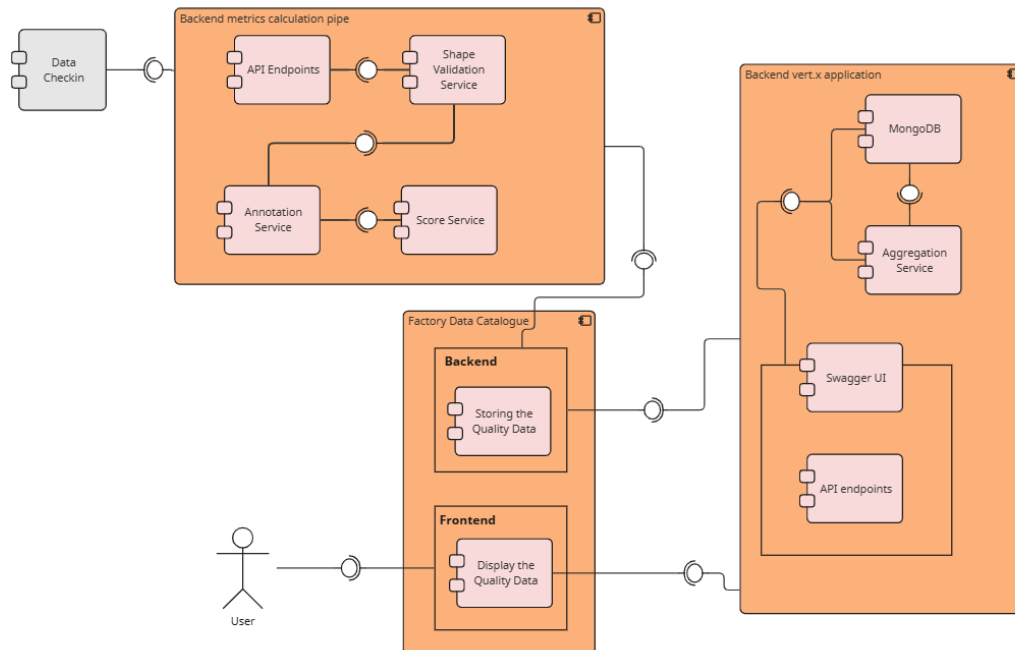 Backend metrics calculation pipe
Data
Checkin
API Endpoints
Shape
Validation
Service
Annotation
Service
Score Service
Backend vert.x application
MongoDB
Aggregation
Service
Swagger UI
API endpoints
Factory Data Catalogue
Backend
Storing the
Quality Data
Frontend
Display the
Quality Data
User